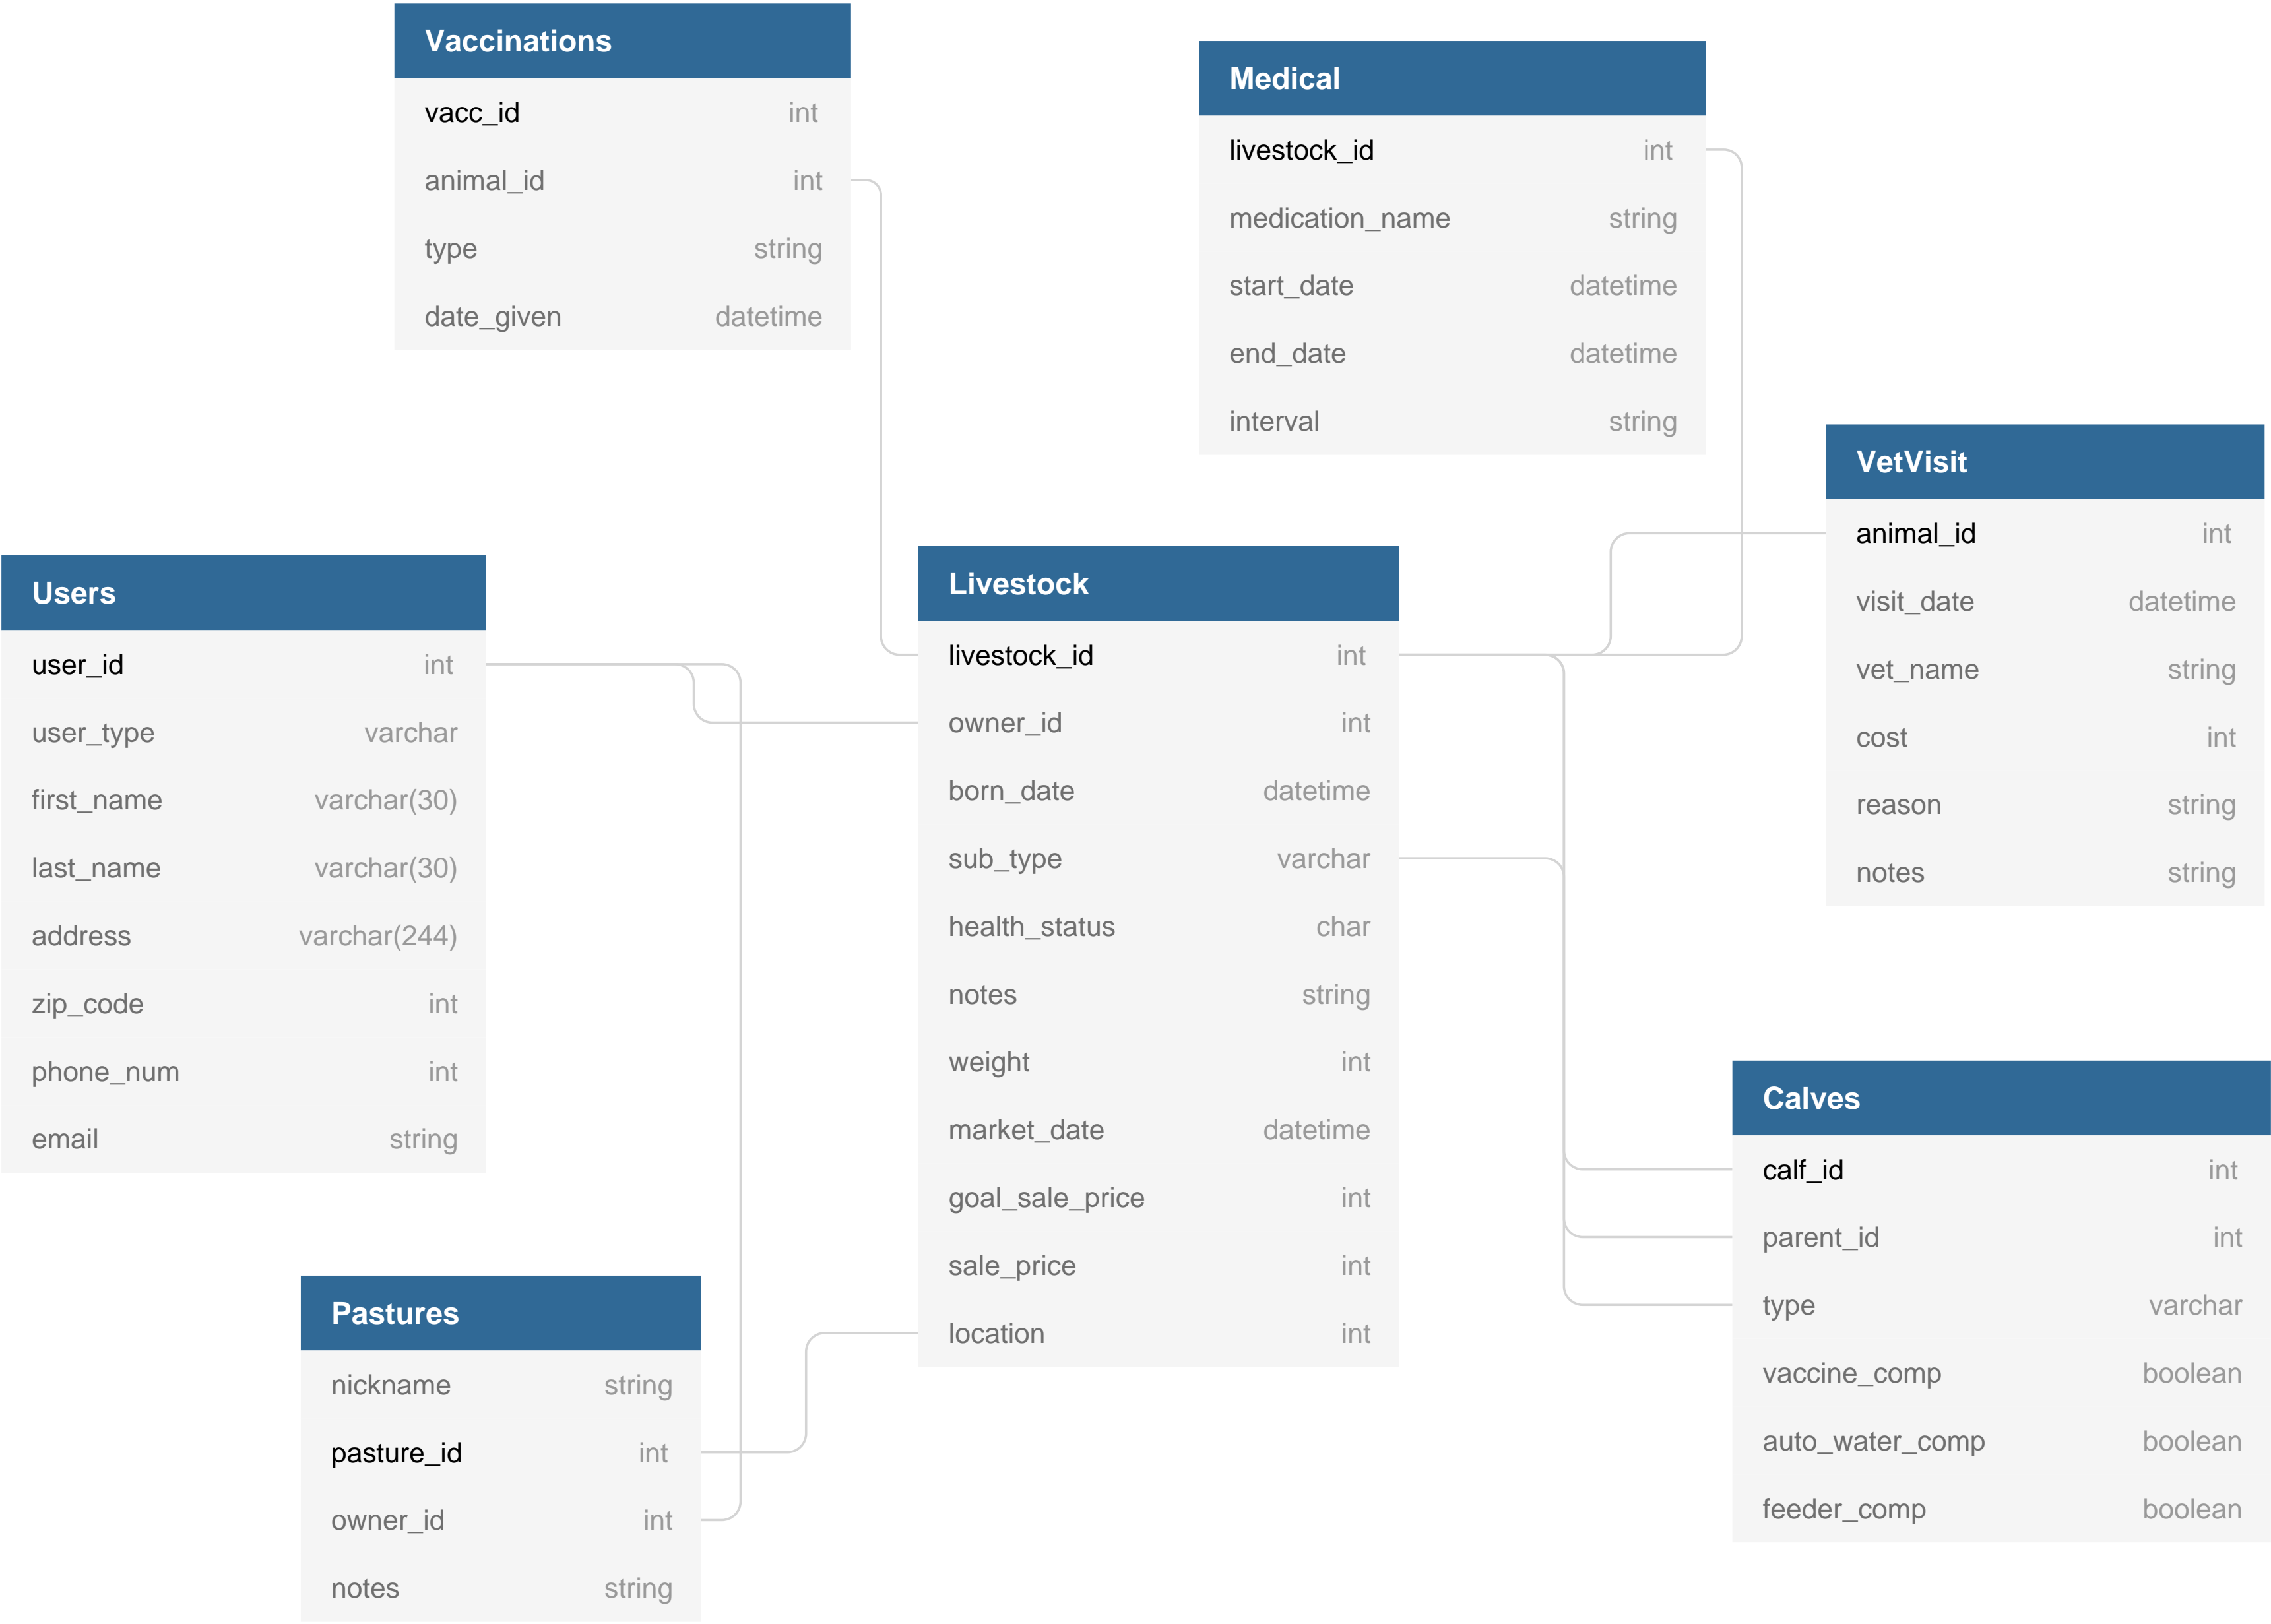 Vaccinations
vacc_id int
animal_id int
type string
date_given datetime
Medical
livestock_id int
medication_name string
start_date datetime
end_date datetime
interval string
VetVisit
animal_id int
visit_date datetime
vet_name string
cost int
reason string
notes string
Users
user_id int
user_type varchar
first_name varchar(30)
last_name varchar(30)
address varchar(244)
zip_code int
phone_num int
email string
Livestock
livestock_id int
owner_id int
born_date datetime
sub_type varchar
health_status char
notes string
weight int
market_date datetime
goal_sale_price int
sale_price int
location int
Calves
calf_id int
parent_id int
type varchar
vaccine_comp boolean
auto_water_comp boolean
feeder_comp boolean
Pastures
nickname string
pasture_id int
owner_id int
notes string